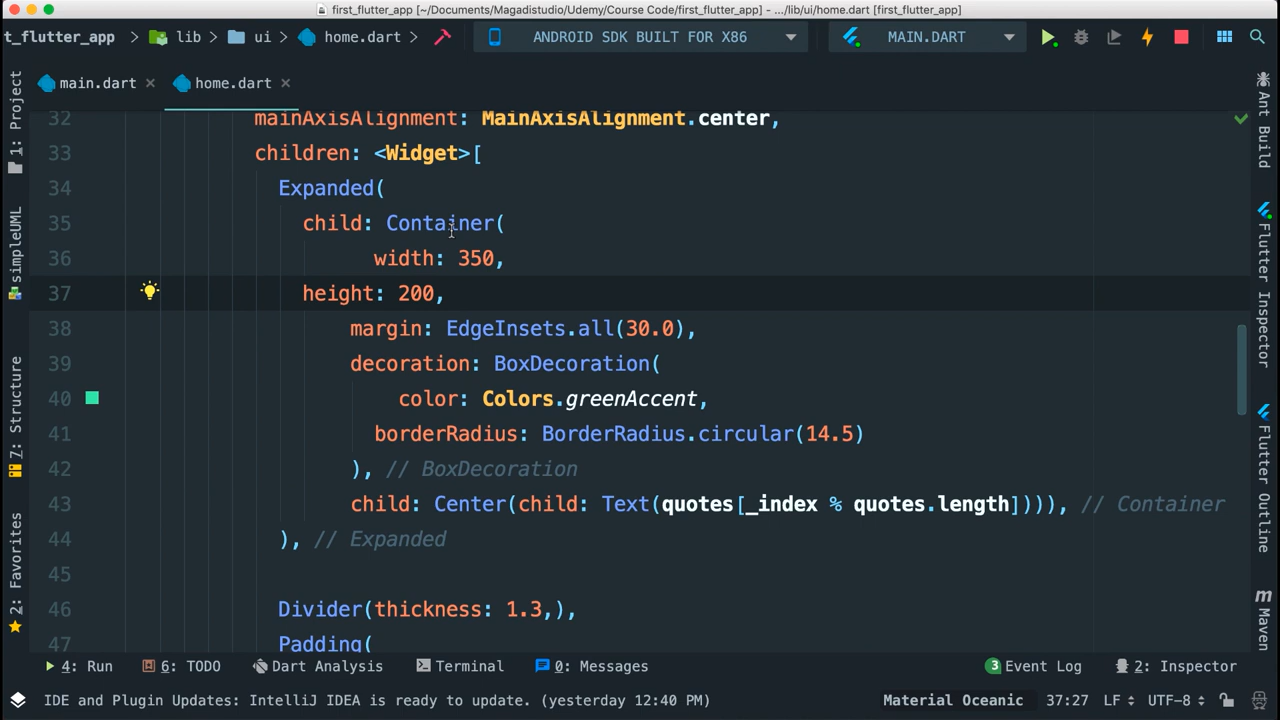 first_flutter_app [~/Documents/Magadistudio/Udemy/Course Code/first_flutter_app] - .../lib/ui/home.dart [first_flutter_app]
t_flutter_app lib ui home.dart ANDROID SDK BUILT FOR X86 MAIN.DART
main.dart home.dart
1: Project
simpleUML
7: Structure
2: Favorites
32 mainAxisAlignment: MainAxisAlignment.center,
33 children: <Widget>[
34 Expanded(
35 child: Container(
36 width: 350,
37 height: 200,
38 margin: EdgeInsets.all(30.0),
39 decoration: BoxDecoration(
40 color: Colors.greenAccent,
41 borderRadius: BorderRadius.circular(14.5)
42 ), // BoxDecoration
43 child: Center(child: Text(quotes[_index % quotes.length]))), // Container
44 ), // Expanded
45
46 Divider(thickness: 1.3,),
47 Padding(
Ant Build
Flutter Inspector
Flutter Outline
m Maven
4: Run 6: TODO Dart Analysis Terminal 0: Messages 3 Event Log 2: Inspector
IDE and Plugin Updates: IntelliJ IDEA is ready to update. (yesterday 12:40 PM) Material Oceanic 37:27 LF UTF-8